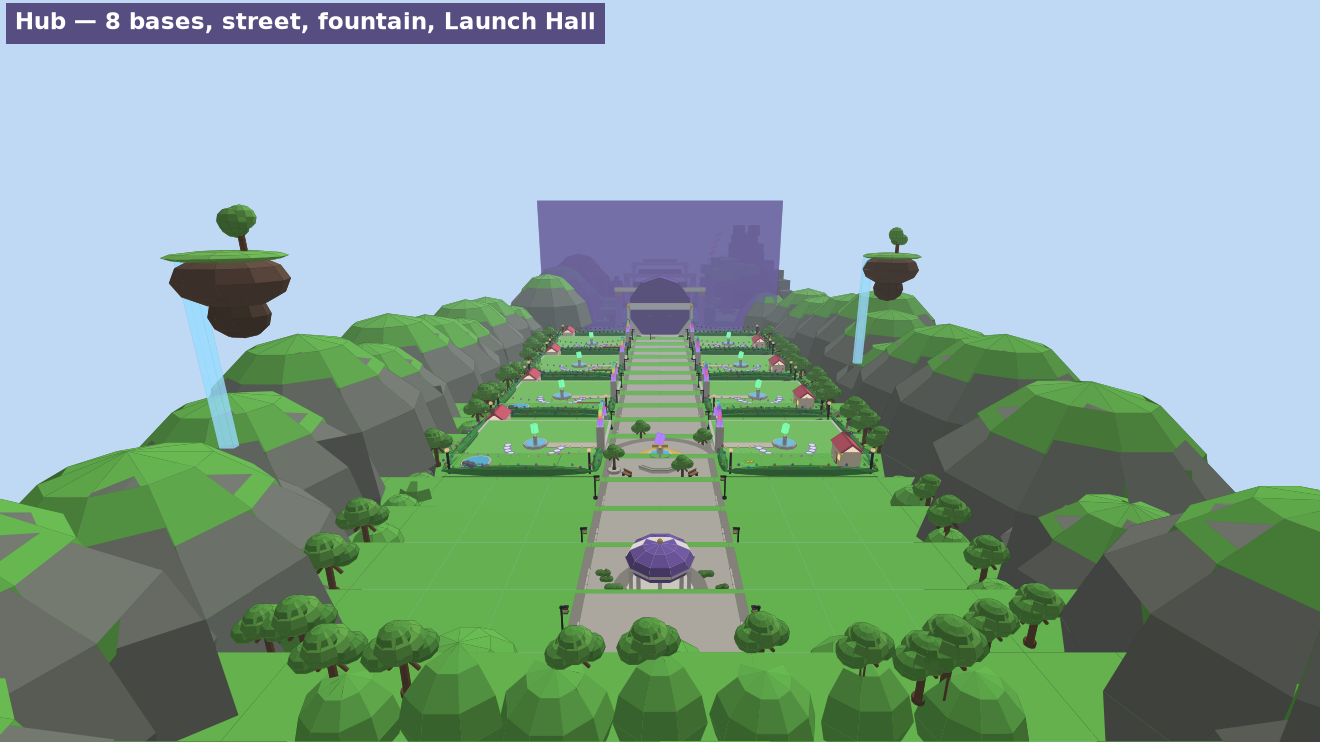 Hub — 8 bases, street, fountain, Launch Hall